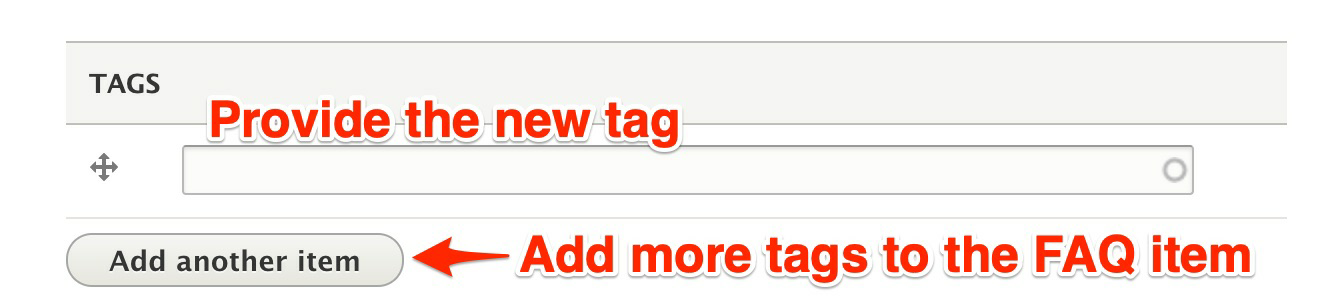 TAGS
Provide the new tag
Add another item
Add more tags to the FAQ item